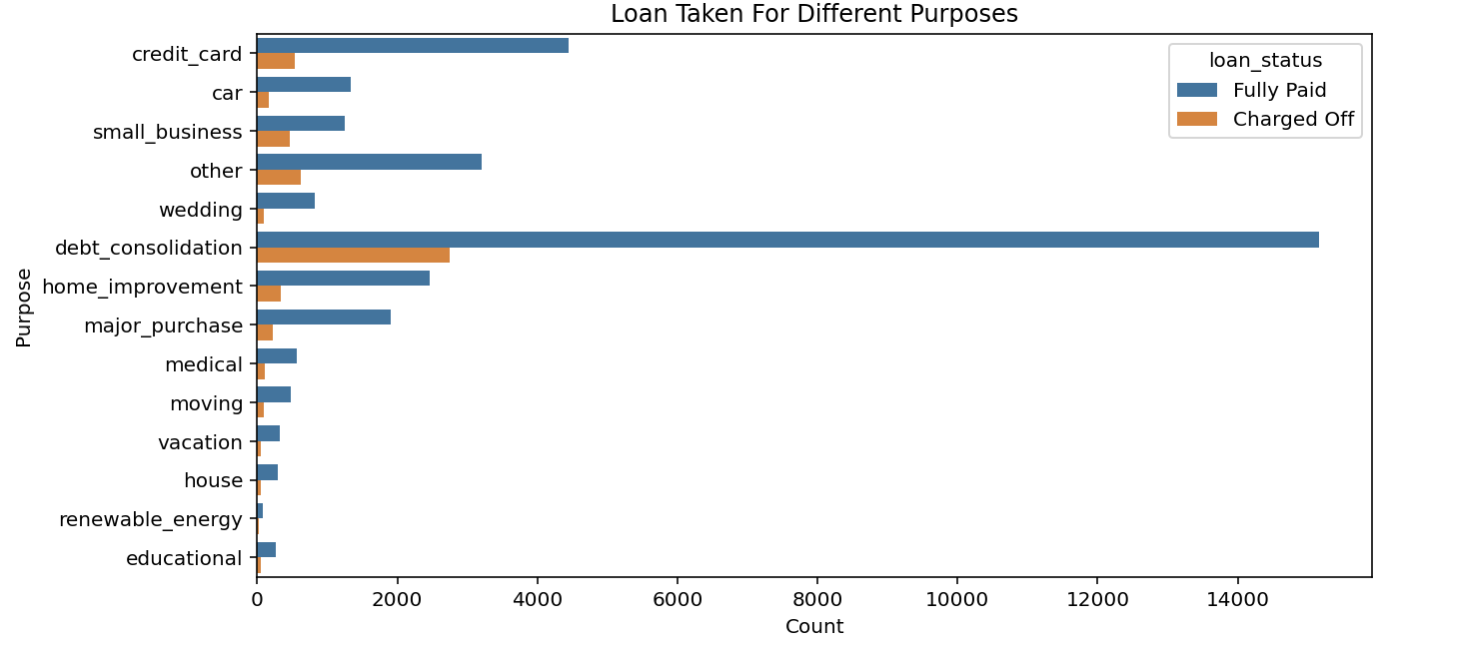 Loan Taken For Different Purposes
loan_status
Fully Paid
Charged Off
Purpose
credit_card
car
small_business
other
wedding
debt_consolidation
home_improvement
major_purchase
medical
moving
vacation
house
renewable_energy
educational
0 2000 4000 6000 8000 10000 12000 14000
Count